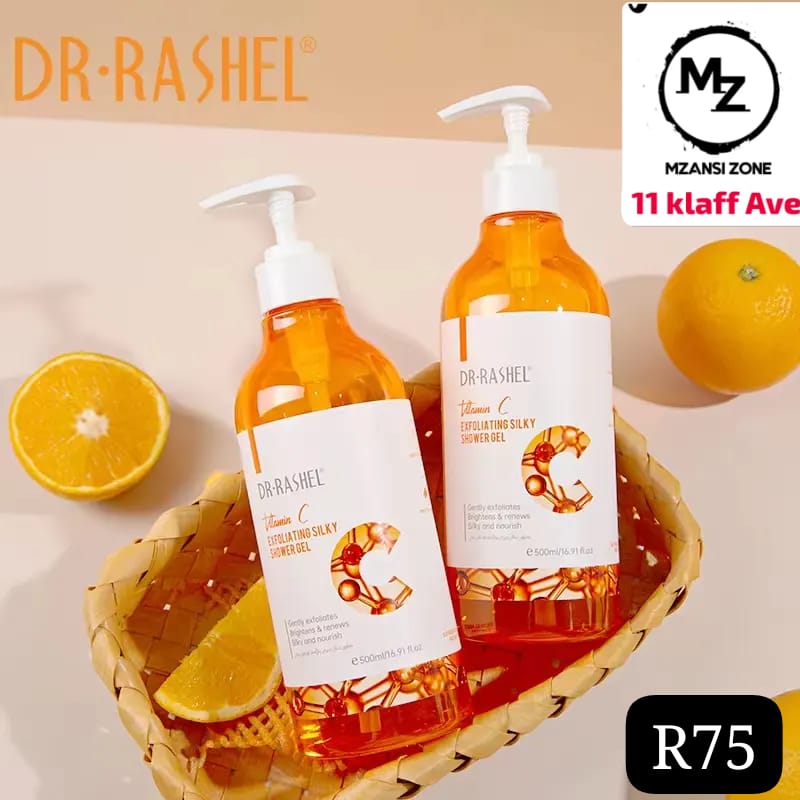 DR·RASHEL®
MZ
MZANSI ZONE
11 klaff Ave
DR·RASHEL®
Vitamin C
EXFOLIATING SILKY
SHOWER GEL
C
Gently exfoliates
Brightens & renews
Silky and nourish
℮500ml/16.91 fl.oz
DR·RASHEL®
Vitamin C
EXFOLIATING SILKY
SHOWER GEL
C
Gently exfoliates
Brightens & renews
Silky and nourish
℮500ml/16.91 fl.oz
R75